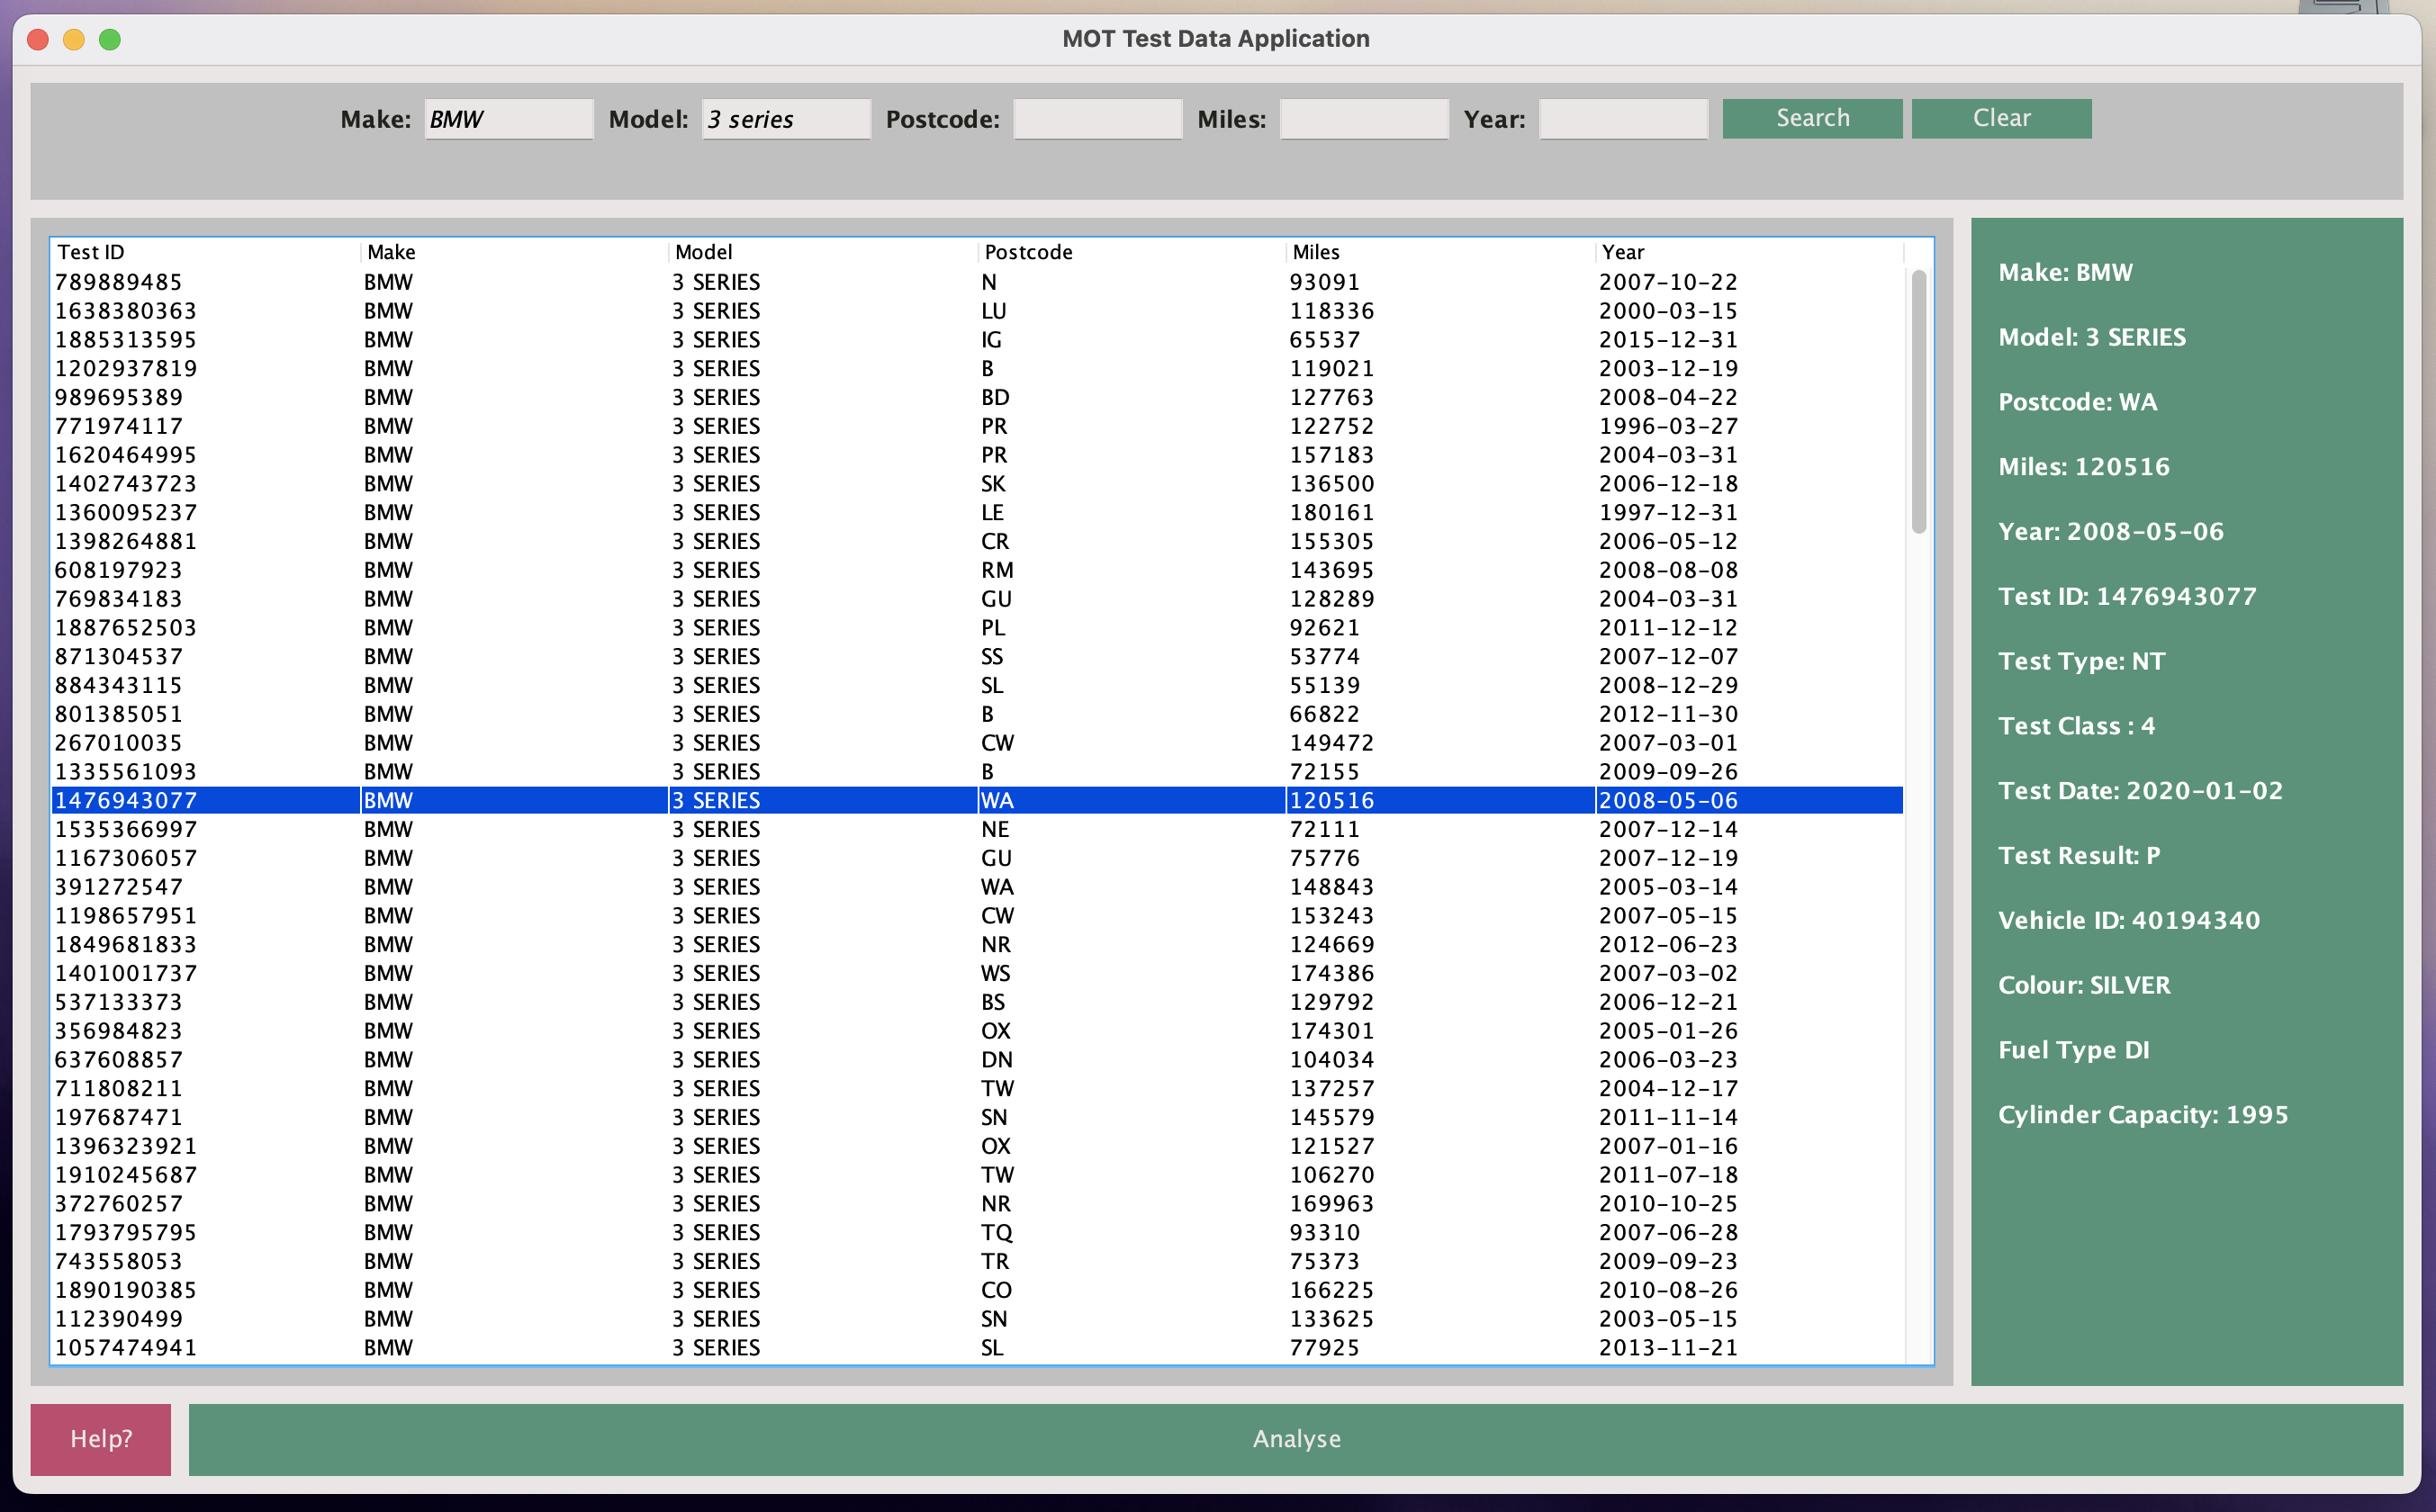 MOT Test Data Application
Make: BMW Model: 3 series Postcode: Miles: Year: Search Clear
Test ID Make Model Postcode Miles Year
789889485 BMW 3 SERIES N 93091 2007-10-22
1638380363 BMW 3 SERIES LU 118336 2000-03-15
1885313595 BMW 3 SERIES IG 65537 2015-12-31
1202937819 BMW 3 SERIES B 119021 2003-12-19
989695389 BMW 3 SERIES BD 127763 2008-04-22
771974117 BMW 3 SERIES PR 122752 1996-03-27
1620464995 BMW 3 SERIES PR 157183 2004-03-31
1402743723 BMW 3 SERIES SK 136500 2006-12-18
1360095237 BMW 3 SERIES LE 180161 1997-12-31
1398264881 BMW 3 SERIES CR 155305 2006-05-12
608197923 BMW 3 SERIES RM 143695 2008-08-08
769834183 BMW 3 SERIES GU 128289 2004-03-31
1887652503 BMW 3 SERIES PL 92621 2011-12-12
871304537 BMW 3 SERIES SS 53774 2007-12-07
884343115 BMW 3 SERIES SL 55139 2008-12-29
801385051 BMW 3 SERIES B 66822 2012-11-30
267010035 BMW 3 SERIES CW 149472 2007-03-01
1335561093 BMW 3 SERIES B 72155 2009-09-26
1476943077 BMW 3 SERIES WA 120516 2008-05-06
1535366997 BMW 3 SERIES NE 72111 2007-12-14
1167306057 BMW 3 SERIES GU 75776 2007-12-19
391272547 BMW 3 SERIES WA 148843 2005-03-14
1198657951 BMW 3 SERIES CW 153243 2007-05-15
1849681833 BMW 3 SERIES NR 124669 2012-06-23
1401001737 BMW 3 SERIES WS 174386 2007-03-02
537133373 BMW 3 SERIES BS 129792 2006-12-21
356984823 BMW 3 SERIES OX 174301 2005-01-26
637608857 BMW 3 SERIES DN 104034 2006-03-23
711808211 BMW 3 SERIES TW 137257 2004-12-17
197687471 BMW 3 SERIES SN 145579 2011-11-14
1396323921 BMW 3 SERIES OX 121527 2007-01-16
1910245687 BMW 3 SERIES TW 106270 2011-07-18
372760257 BMW 3 SERIES NR 169963 2010-10-25
1793795795 BMW 3 SERIES TQ 93310 2007-06-28
743558053 BMW 3 SERIES TR 75373 2009-09-23
1890190385 BMW 3 SERIES CO 166225 2010-08-26
112390499 BMW 3 SERIES SN 133625 2003-05-15
1057474941 BMW 3 SERIES SL 77925 2013-11-21
Make: BMW
Model: 3 SERIES
Postcode: WA
Miles: 120516
Year: 2008-05-06
Test ID: 1476943077
Test Type: NT
Test Class : 4
Test Date: 2020-01-02
Test Result: P
Vehicle ID: 40194340
Colour: SILVER
Fuel Type DI
Cylinder Capacity: 1995
Help? Analyse